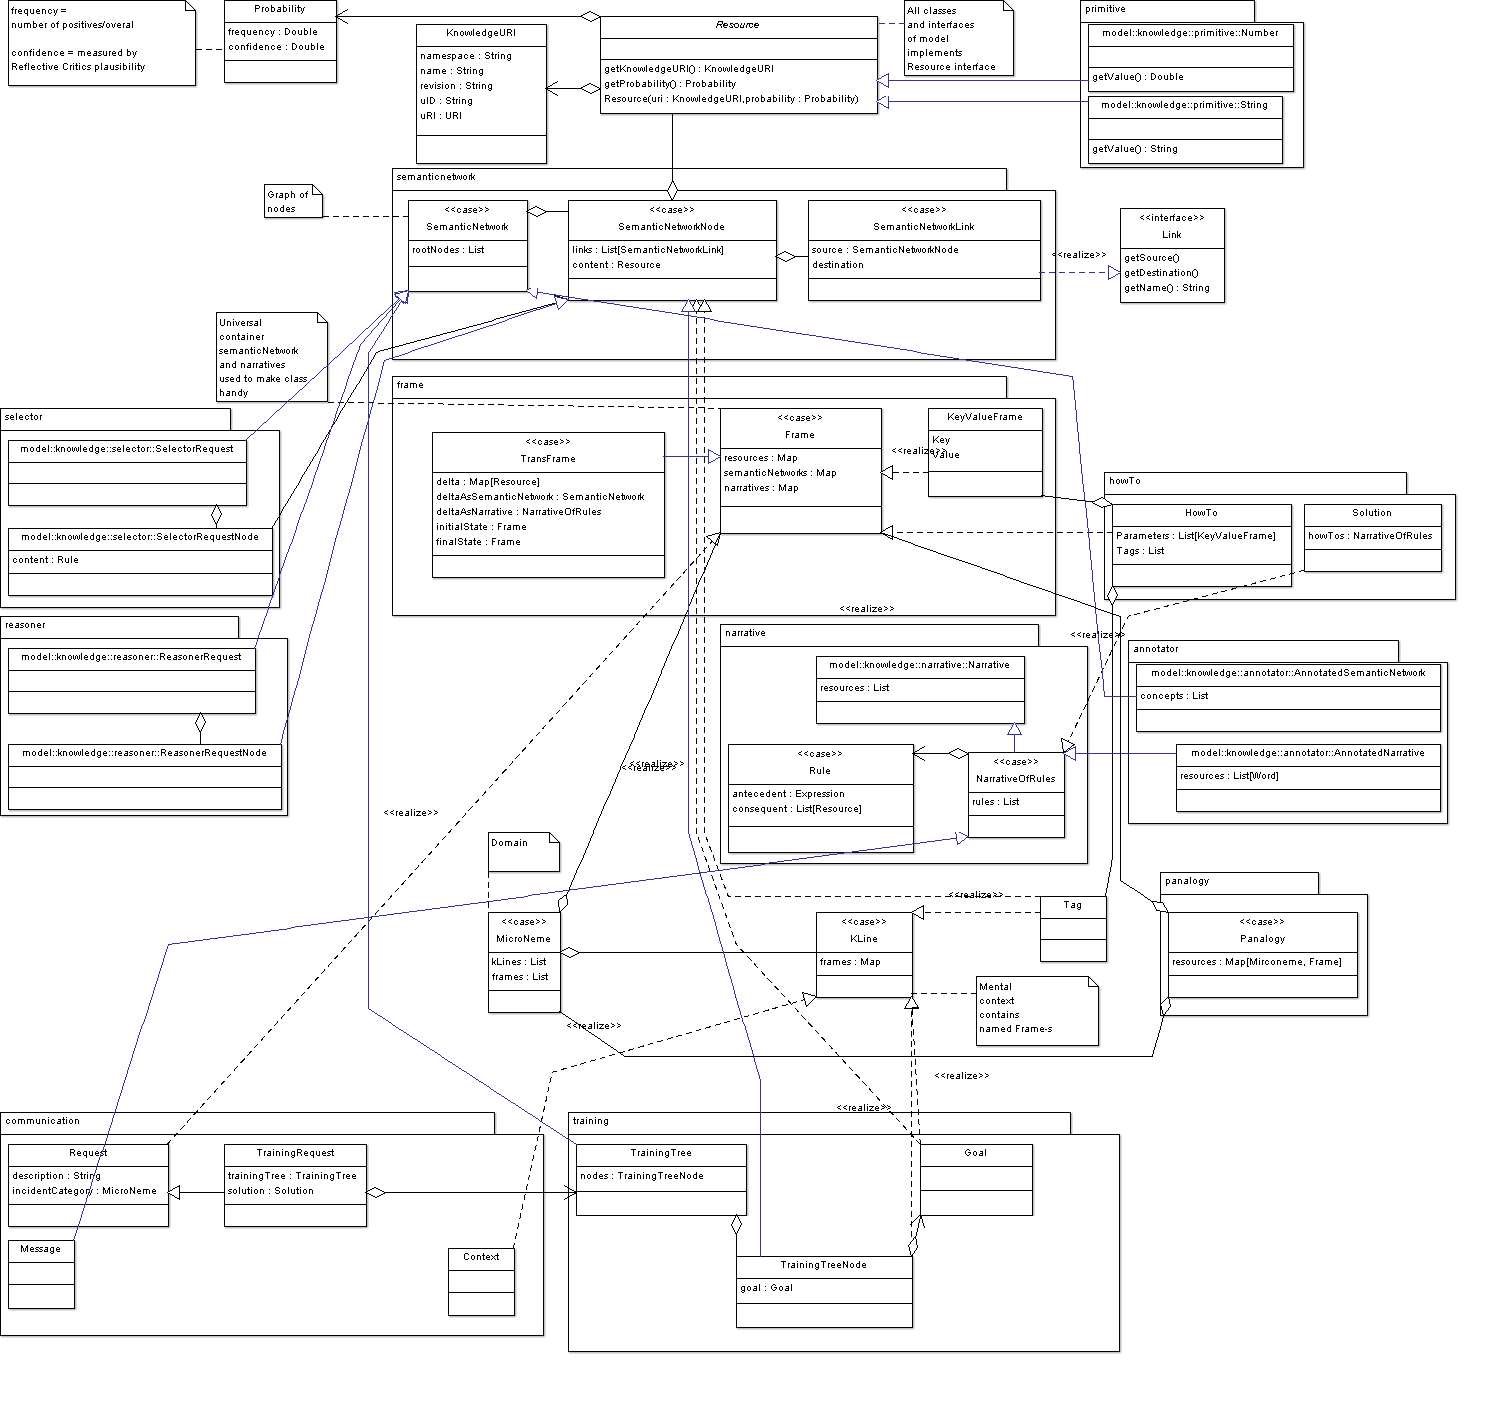 frequency =
number of positives/overal
confidence = measured by
Reflective Critics plausibility
Probability
frequency : Double
confidence : Double
KnowledgeURI
namespace : String
name : String
revision : String
uID : String
uRI : URI
Resource
getKnowledgeURI() : KnowledgeURI
getProbability() : Probability
Resource(uri : KnowledgeURI,probability : Probability)
All classes
and interfaces
of model
implements
Resource interface
primitive
model::knowledge::primitive::Number
getValue() : Double
model::knowledge::primitive::String
getValue() : String
semanticnetwork
Graph of
nodes
<<case>>
SemanticNetwork
rootNodes : List
<<case>>
SemanticNetworkNode
links : List[SemanticNetworkLink]
content : Resource
<<case>>
SemanticNetworkLink
source : SemanticNetworkNode
destination
<<realize>>
<<interface>>
Link
getSource()
getDestination()
getName() : String
Universal
container
semanticNetwork
and narratives
used to make class
handy
frame
<<case>>
TransFrame
delta : Map[Resource]
deltaAsSemanticNetwork : SemanticNetwork
deltaAsNarrative : NarrativeOfRules
initialState : Frame
finalState : Frame
<<case>>
Frame
resources : Map
semanticNetworks : Map
narratives : Map
KeyValueFrame
Key
Value
<<realize>>
selector
model::knowledge::selector::SelectorRequest
model::knowledge::selector::SelectorRequestNode
content : Rule
howTo
HowTo
Parameters : List[KeyValueFrame]
Tags : List
Solution
howTos : NarrativeOfRules
<<realize>>
<<realize>>
reasoner
model::knowledge::reasoner::ReasonerRequest
model::knowledge::reasoner::ReasonerRequestNode
narrative
model::knowledge::narrative::Narrative
resources : List
<<case>>
Rule
antecedent : Expression
consequent : List[Resource]
<<case>>
NarrativeOfRules
rules : List
annotator
model::knowledge::annotator::AnnotatedSemanticNetwork
concepts : List
model::knowledge::annotator::AnnotatedNarrative
resources : List[Word]
<<realize>>
<<realize>>
<<realize>>
Domain
<<case>>
MicroNeme
kLines : List
frames : List
<<case>>
KLine
frames : Map
<<realize>>
Tag
Mental
context
contains
named Frame-s
panalogy
<<case>>
Panalogy
resources : Map[Mirconeme, Frame]
<<realize>>
<<realize>>
<<realize>>
communication
Request
description : String
incidentCategory : MicroNeme
TrainingRequest
trainingTree : TrainingTree
solution : Solution
Message
Context
training
TrainingTree
nodes : TrainingTreeNode
Goal
TrainingTreeNode
goal : Goal